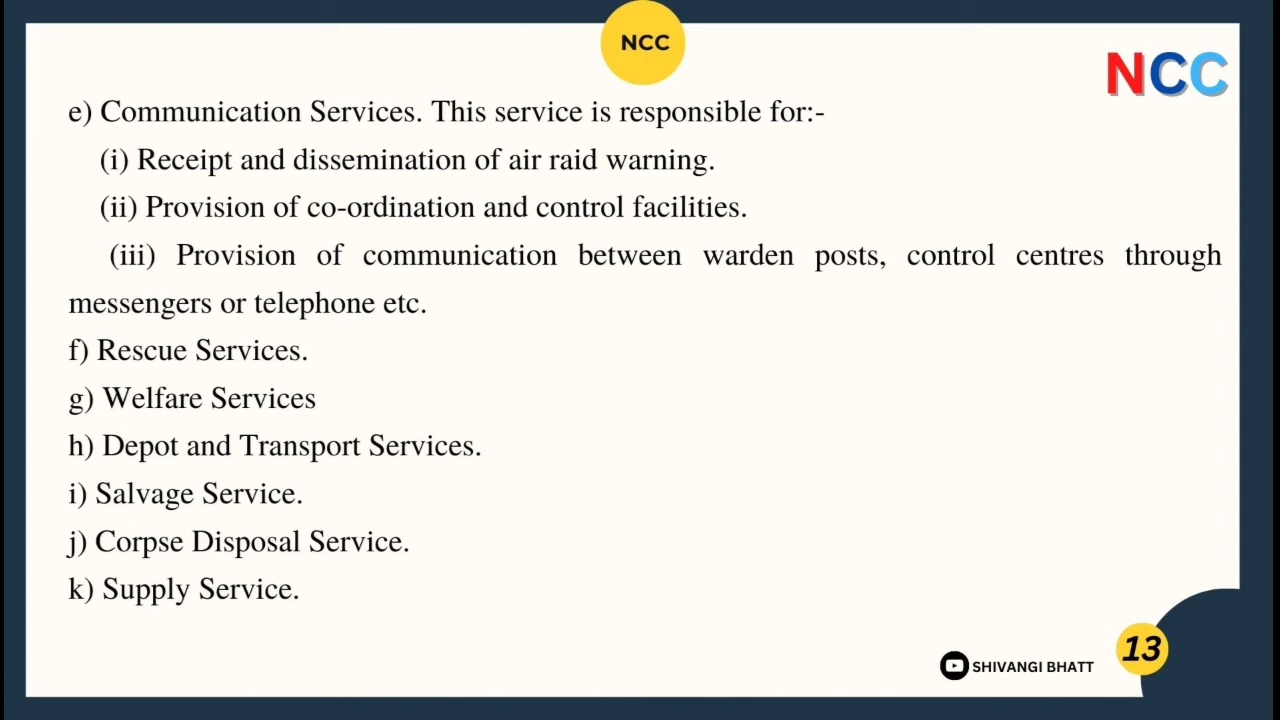 NCC
NCC
e) Communication Services. This service is responsible for:-
(i) Receipt and dissemination of air raid warning.
(ii) Provision of co-ordination and control facilities.
(iii) Provision of communication between warden posts, control centres through
messengers or telephone etc.
f) Rescue Services.
g) Welfare Services
h) Depot and Transport Services.
i) Salvage Service.
j) Corpse Disposal Service.
k) Supply Service.
SHIVANGI BHATT
13